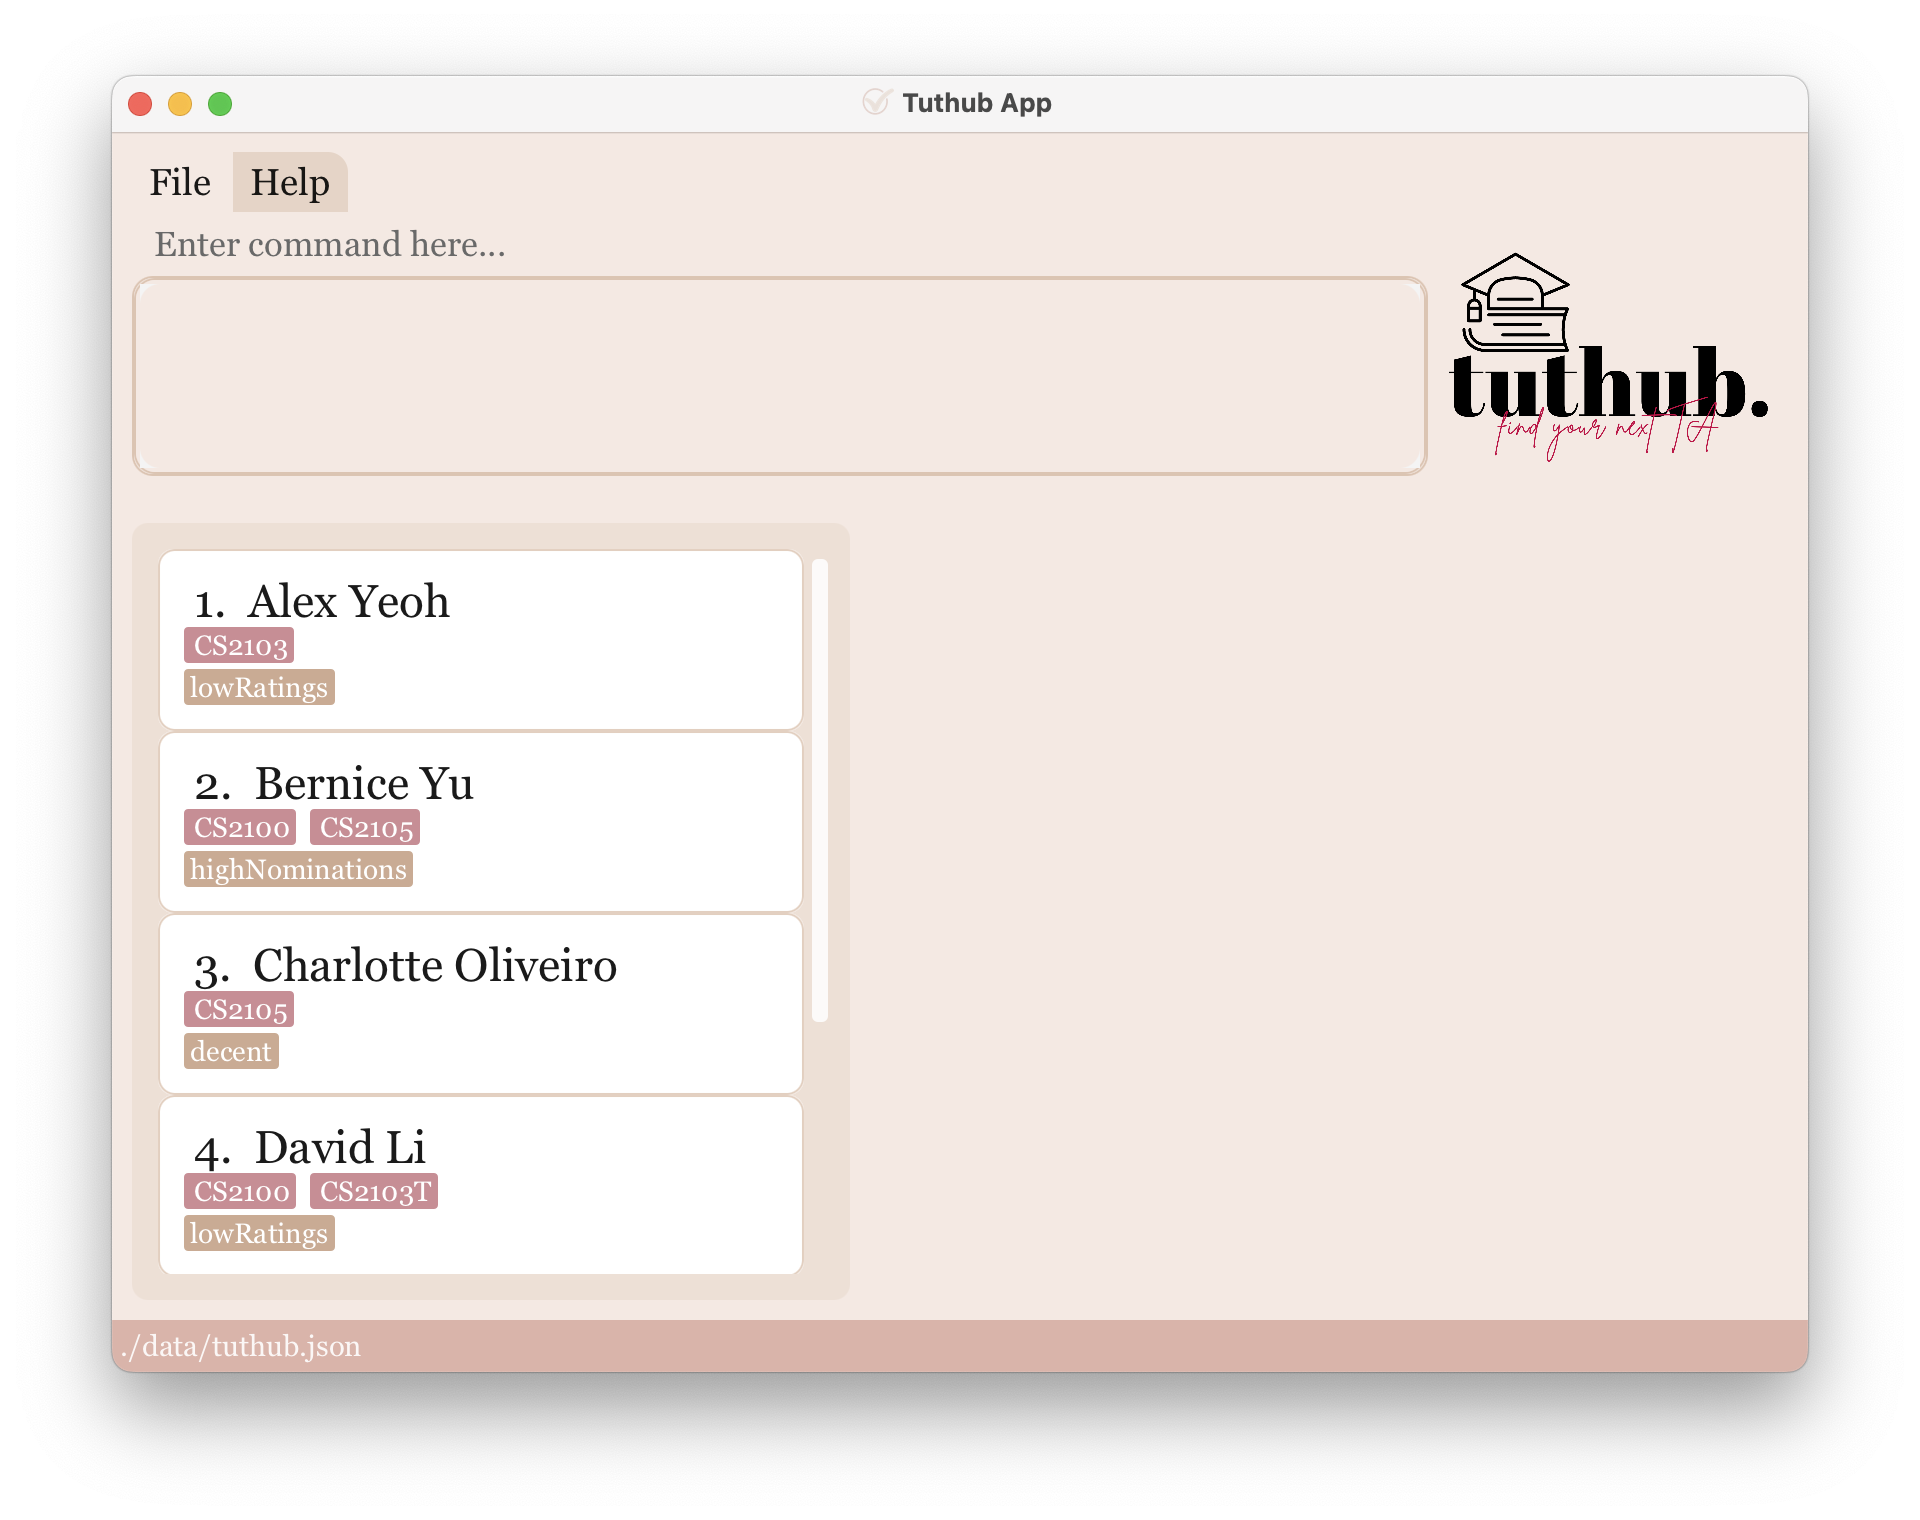 Tuthub App
File Help
Enter command here...
tuthub.
find your next TA
1. Alex Yeoh
CS2103
lowRatings
2. Bernice Yu
CS2100 CS2105
highNominations
3. Charlotte Oliveiro
CS2105
decent
4. David Li
CS2100 CS2103T
lowRatings
./data/tuthub.json